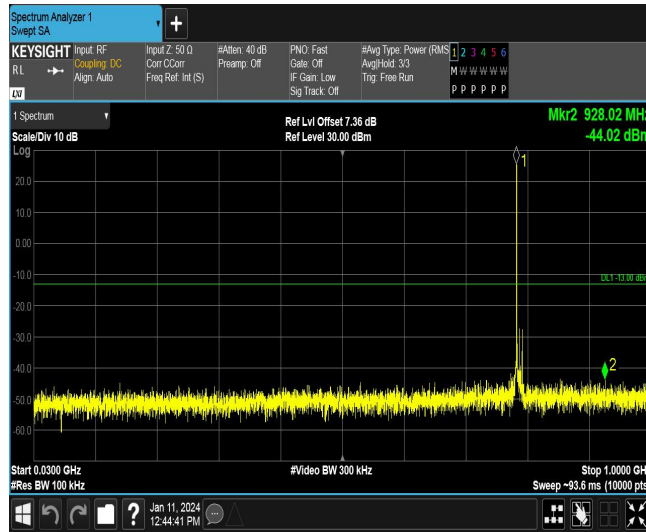 Spectrum Analyzer 1
Swept SA
+
KEYSIGHT Input: RF Input Z: 50 Ω #Atten: 40 dB PNO: Fast #Avg Type: Power (RMS 1 2 3 4 5 6
RL Coupling: DC Corr CCorr Preamp: Off Gate: Off Avg|Hold: 3/3 M W W W W W
Align: Auto Freq Ref: Int (S) IF Gain: Low Trig: Free Run
LXI Sig Track: Off P P P P P P
1 Spectrum Ref Lvl Offset 7.36 dB Mkr2 928.02 MHz
Scale/Div 10 dB Ref Level 30.00 dBm -44.02 dBm
Log
1
20.0
10.0
0.00
-10.0
DL1 -13.00 dBm
-20.0
-30.0
-40.0
2
-50.0
-60.0
Start 0.0300 GHz #Video BW 300 kHz Stop 1.0000 GH
#Res BW 100 kHz Sweep ~93.6 ms (10000 pts
? Jan 11, 2024
12:44:41 PM